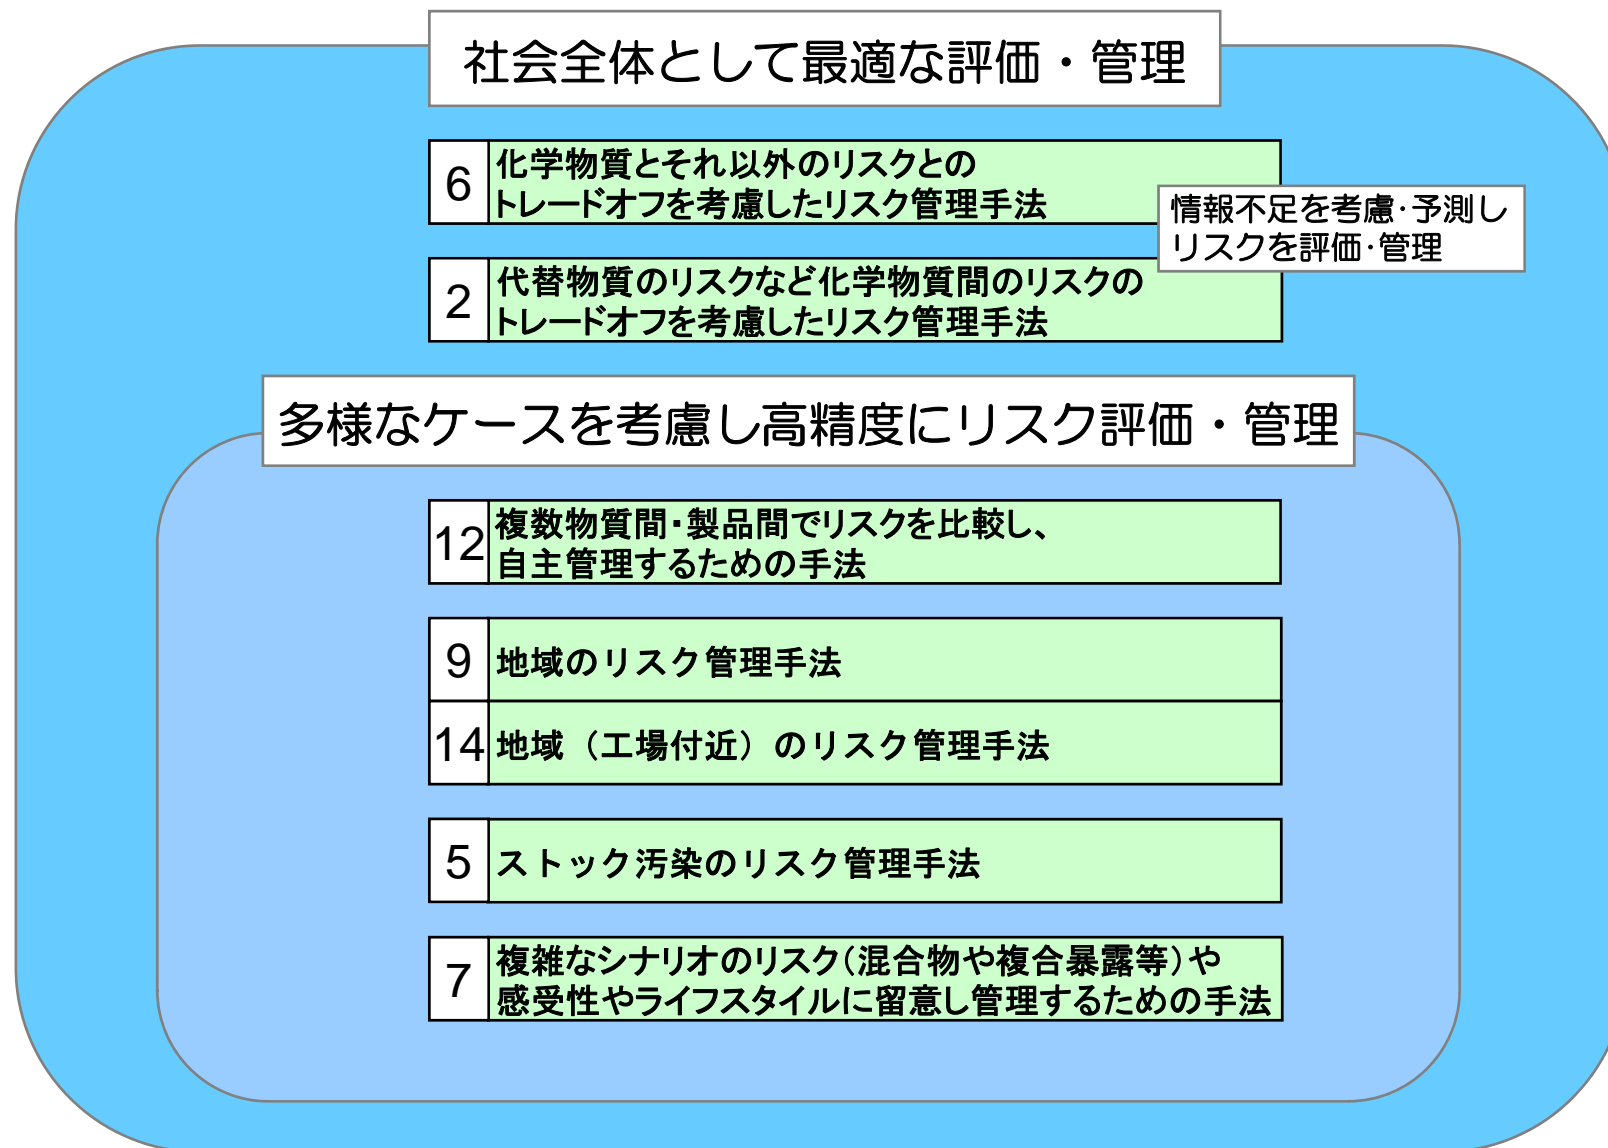 社会全体として最適な評価・管理
6
化学物質とそれ以外のリスクとの
トレードオフを考慮したリスク管理手法
情報不足を考慮・予測し
リスクを評価・管理
2
代替物質のリスクなど化学物質間のリスクの
トレードオフを考慮したリスク管理手法
多様なケースを考慮し高精度にリスク評価・管理
12
複数物質間・製品間でリスクを比較し、
自主管理するための手法
9
地域のリスク管理手法
14
地域（工場付近）のリスク管理手法
5
ストック汚染のリスク管理手法
7
複雑なシナリオのリスク（混合物や複合暴露等）や
感受性やライフスタイルに留意し管理するための手法